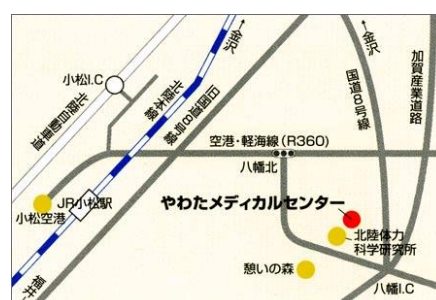 →金沢
→金沢
小松I.C
北陸自動車道
北陸本線
旧国道8号線
国道8号線
加賀産業道路
空港・軽海線(R360)
八幡北
JR小松駅
小松空港
やわたメディカルセンター
北陸体力
科学研究所
憩いの森
八幡I.C
福井